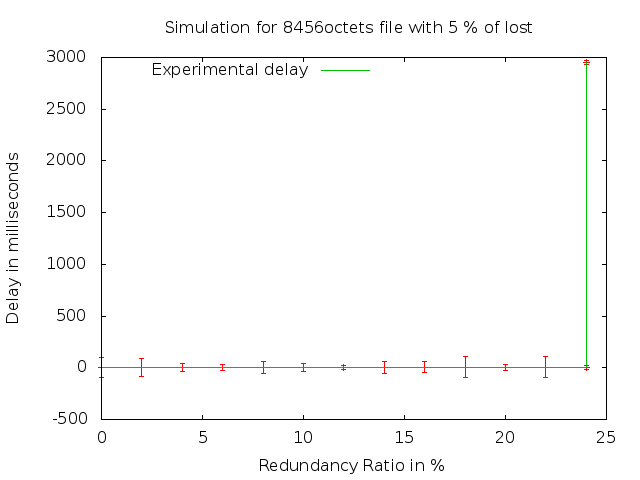 Simulation for 8456octets file with 5 % of lost
Experimental delay
3000
2500
2000
1500
1000
500
0
-500
0 5 10 15 20 25
Redundancy Ratio in %
Delay in milliseconds